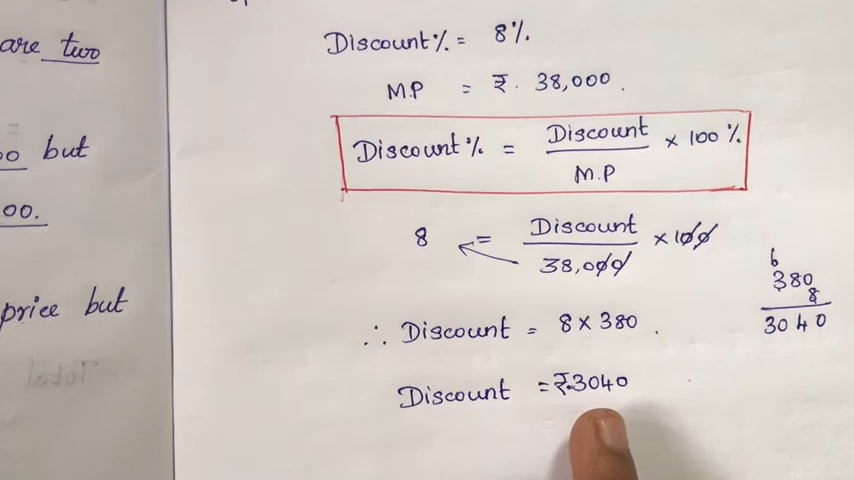 are two
but
00.
price but
Discount% = 8%.
M.P = ₹. 38,000.
Discount% = Discount / M.P × 100%
8 = Discount / 38,000 × 100
∴ Discount = 8 × 380.
Discount = ₹.3040
6
380
8
3040